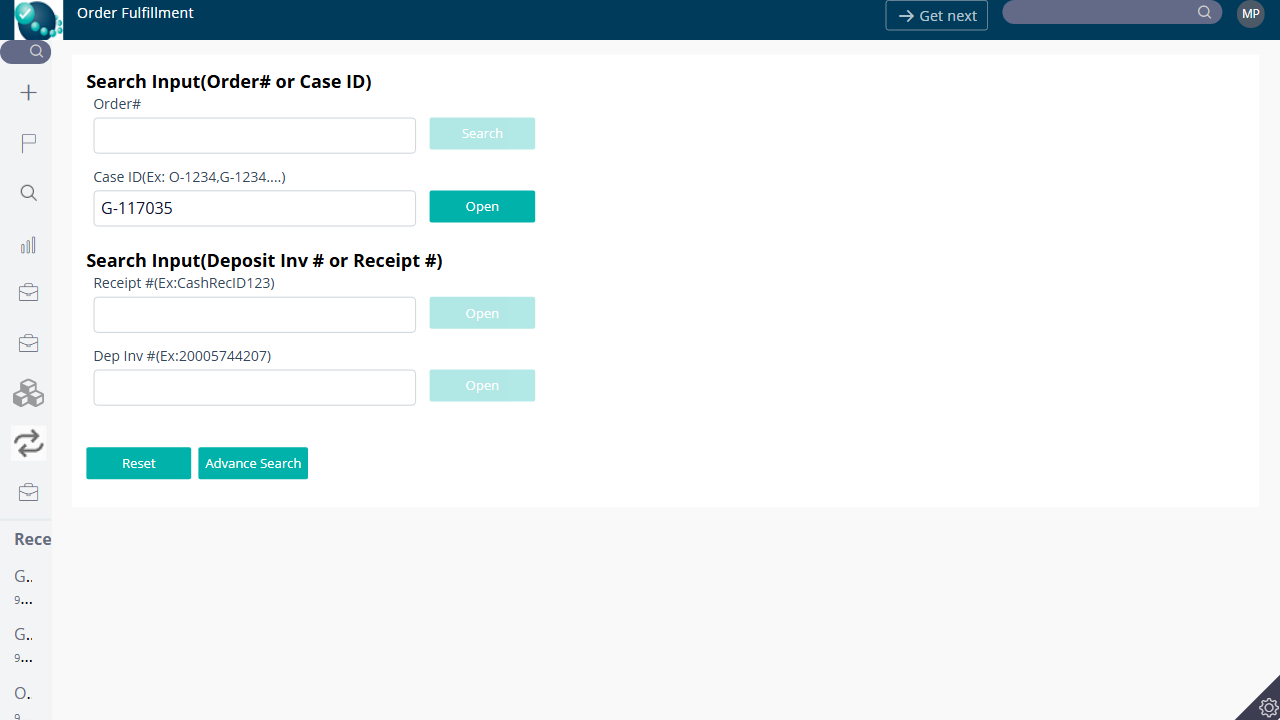 Order Fulfillment
Get next
MP
Search Input(Order# or Case ID)
Order#
Search
Case ID(Ex: O-1234,G-1234....)
G-117035
Open
Search Input(Deposit Inv # or Receipt #)
Receipt #(Ex:CashRecID123)
Open
Dep Inv #(Ex:20005744207)
Open
Reset
Advance Search
Rece
G..
9...
G..
9...
O.
9